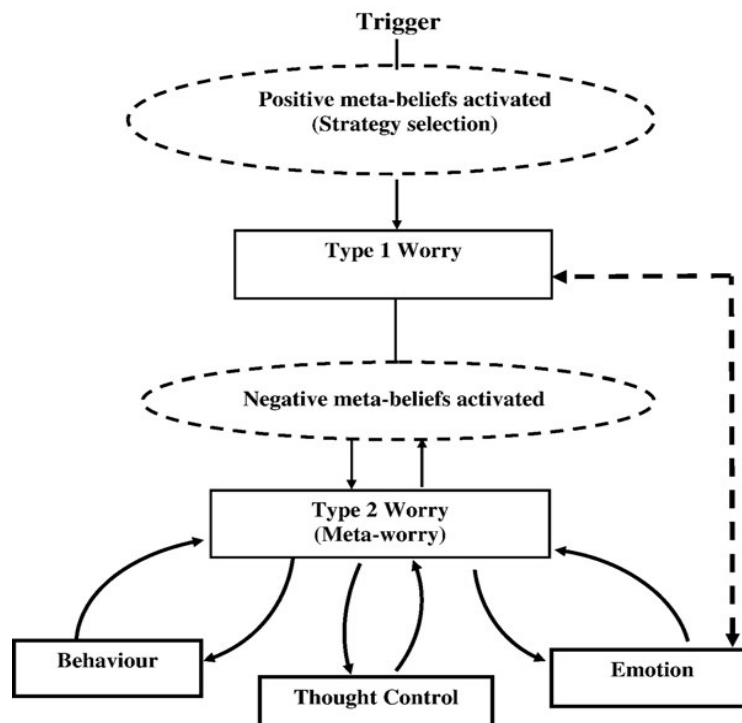 Trigger
Positive meta-beliefs activated
(Strategy selection)
Type 1 Worry
Negative meta-beliefs activated
Type 2 Worry
(Meta-worry)
Behaviour
Thought Control
Emotion